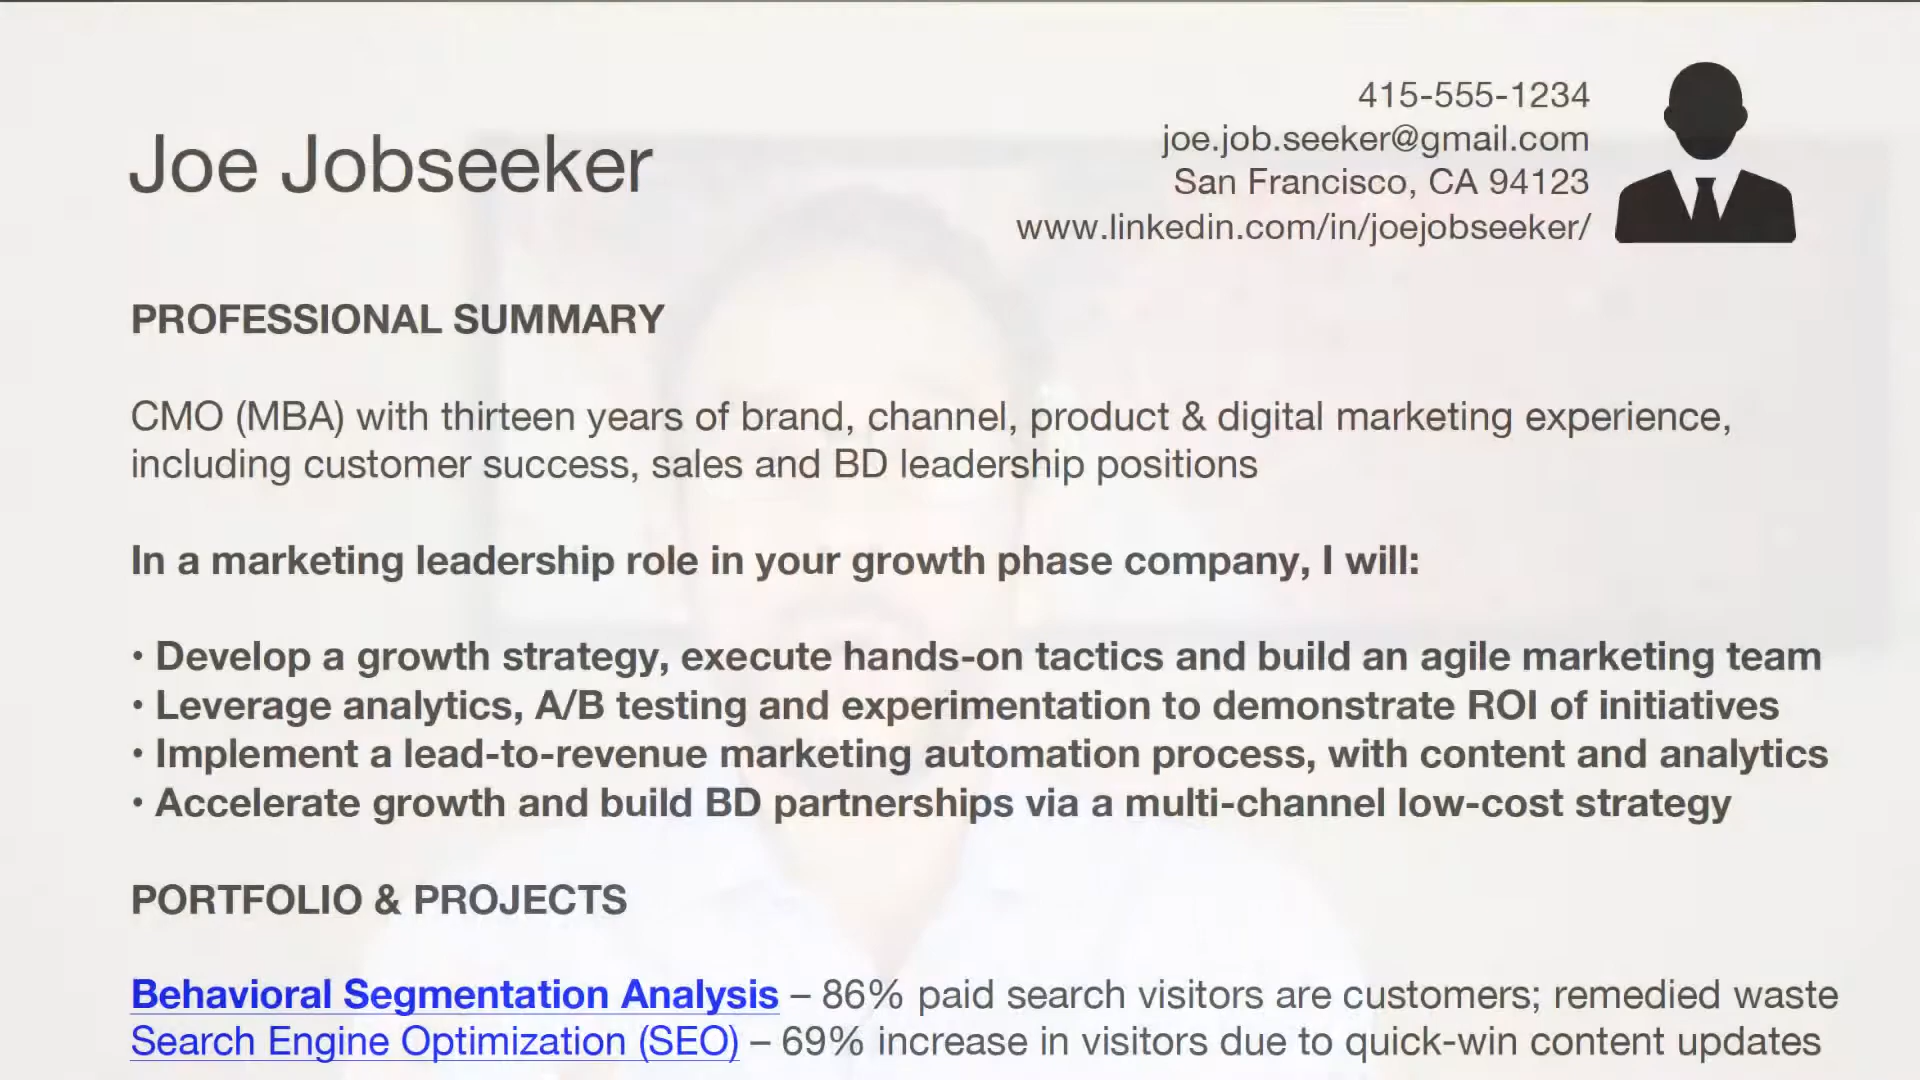 Joe Jobseeker
415-555-1234
joe.job.seeker@gmail.com
San Francisco, CA 94123
www.linkedin.com/in/joejobseeker/
PROFESSIONAL SUMMARY
CMO (MBA) with thirteen years of brand, channel, product & digital marketing experience,
including customer success, sales and BD leadership positions
In a marketing leadership role in your growth phase company, I will:
• Develop a growth strategy, execute hands-on tactics and build an agile marketing team
• Leverage analytics, A/B testing and experimentation to demonstrate ROI of initiatives
• Implement a lead-to-revenue marketing automation process, with content and analytics
• Accelerate growth and build BD partnerships via a multi-channel low-cost strategy
PORTFOLIO & PROJECTS
Behavioral Segmentation Analysis – 86% paid search visitors are customers; remedied waste
Search Engine Optimization (SEO) – 69% increase in visitors due to quick-win content updates